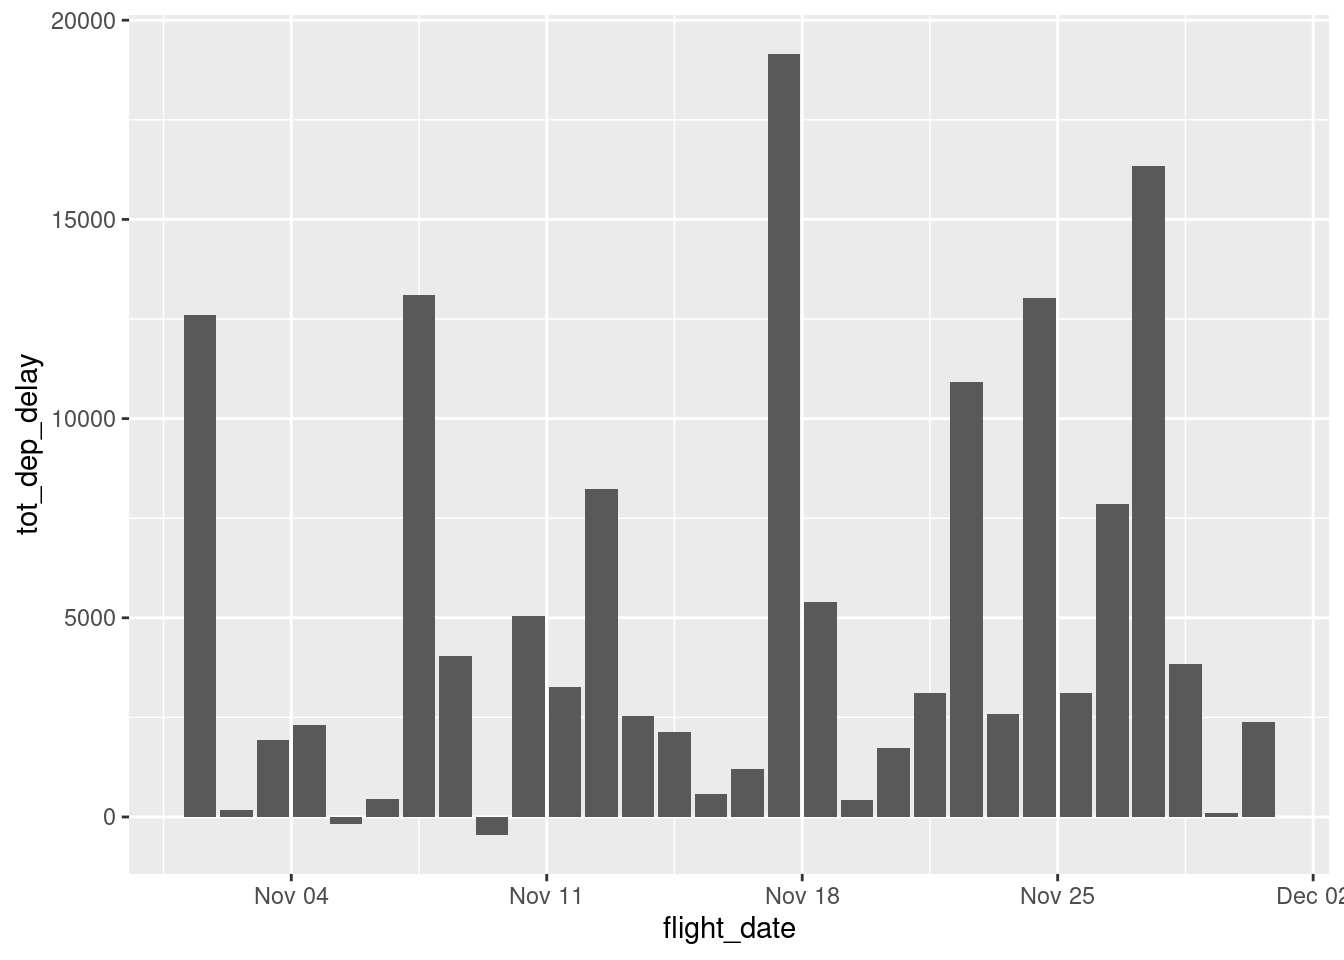 20000
15000
10000
5000
0
tot_dep_delay
Nov 04
Nov 11
Nov 18
Nov 25
Dec 02
flight_date